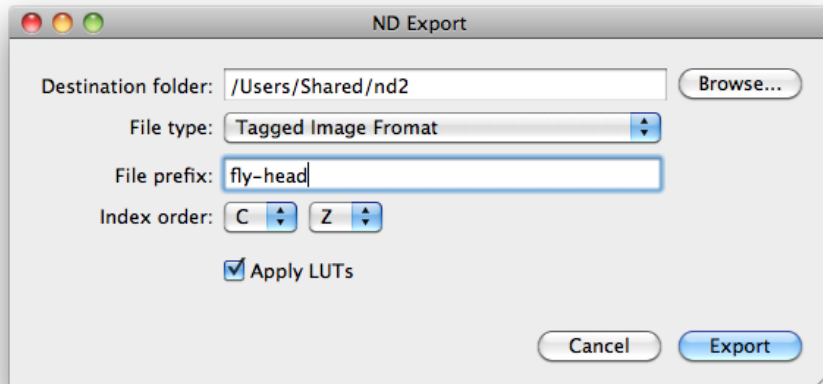 ND Export
Destination folder: /Users/Shared/nd2 Browse...
File type: Tagged Image Fromat
File prefix: fly-head
Index order: C Z
Apply LUTs
Cancel Export